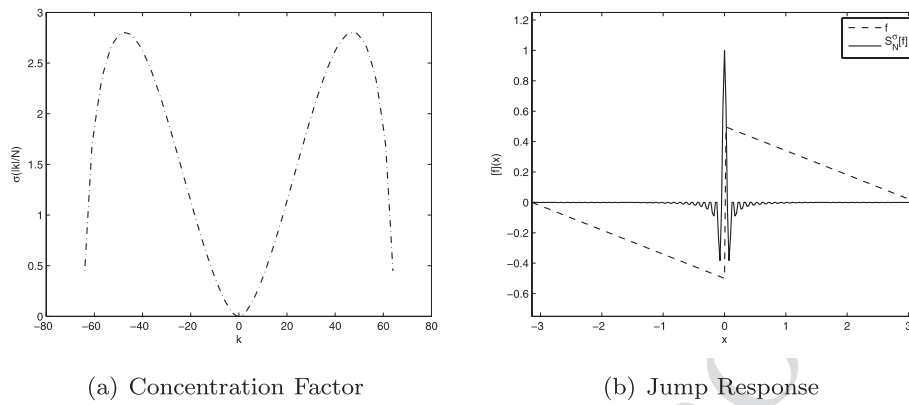 3
2.5
2
1.5
1
0.5
0
σ(|k|/N)
−80 −60 −40 −20 0 20 40 60 80
k
(a) Concentration Factor
1.2
1
0.8
0.6
0.4
0.2
0
−0.2
−0.4
−0.6
[f](x)
−3 −2 −1 0 1 2 3
x
f
S_N^σ[f]
(b) Jump Response